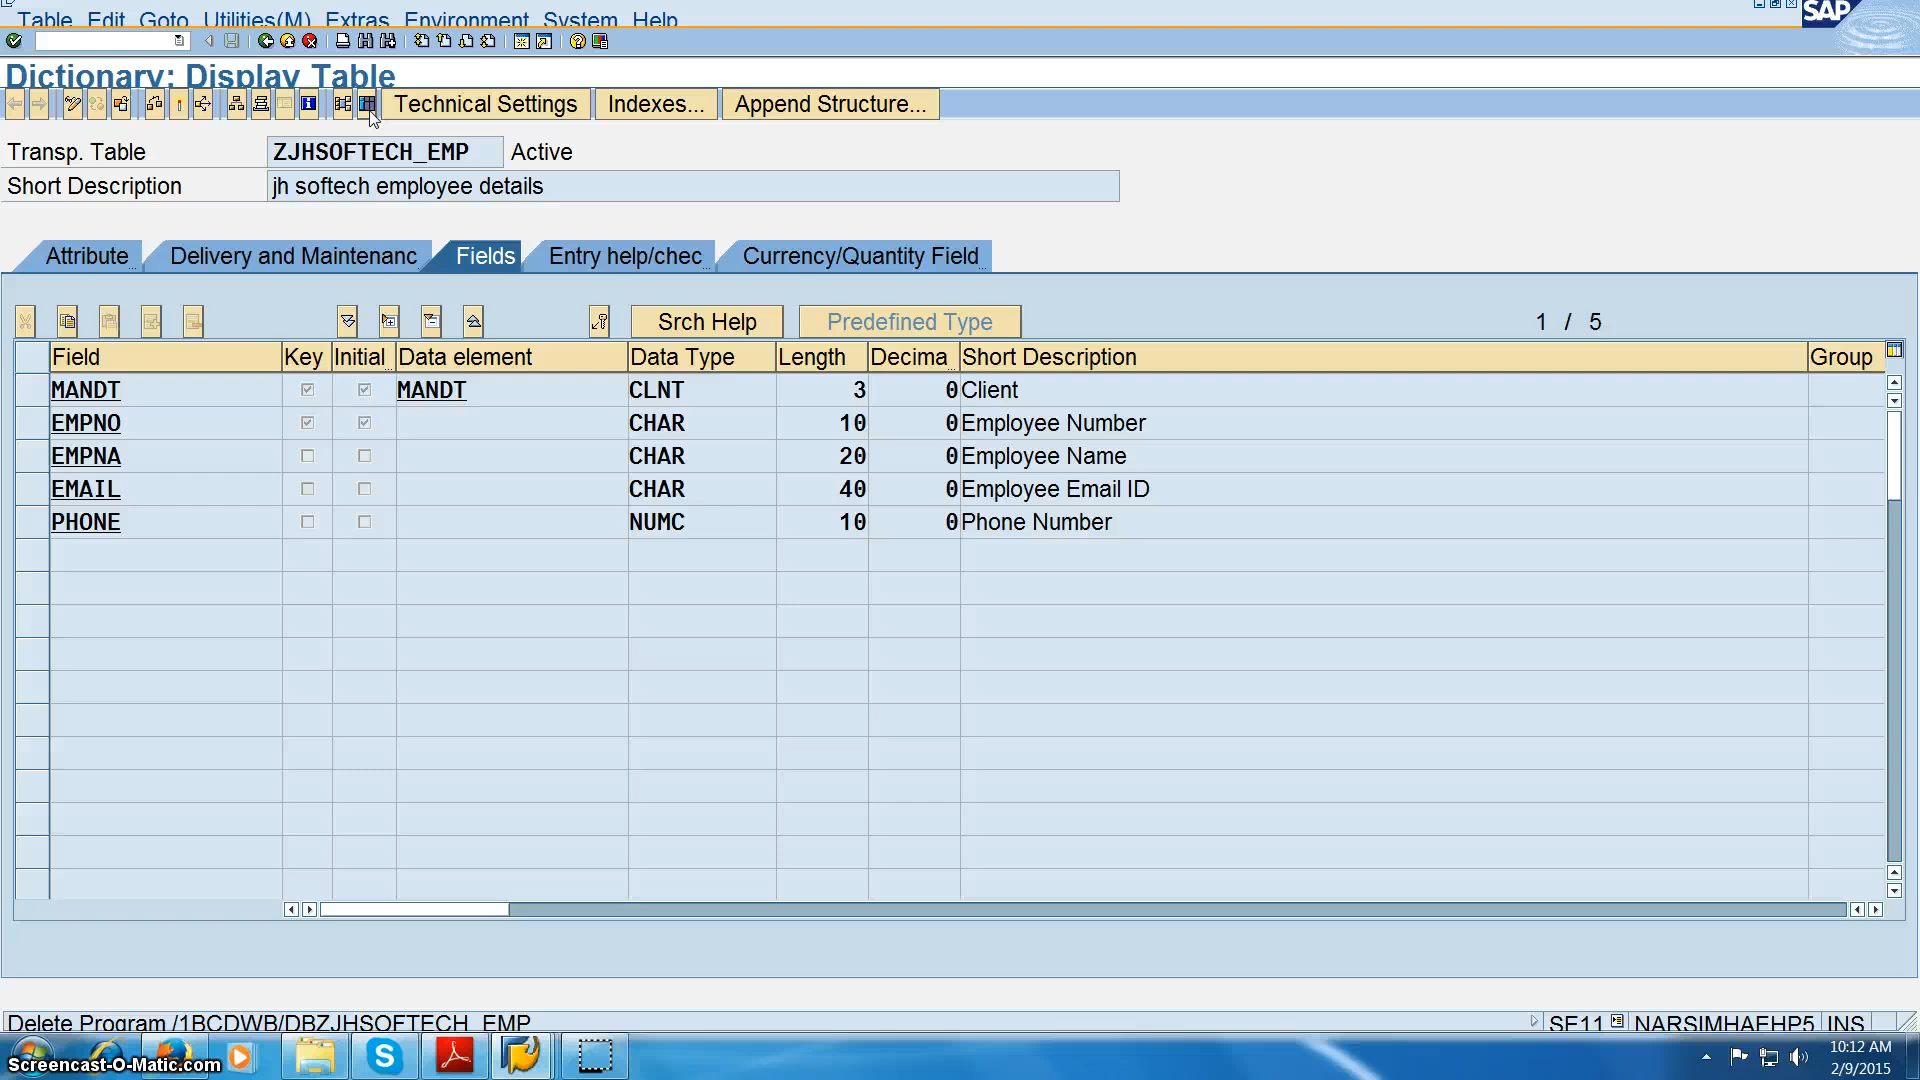 Table Edit Goto Utilities(M) Extras Environment System Help
SAP
Dictionary: Display Table
Technical Settings Indexes... Append Structure...
Transp. Table ZJHSOFTECH_EMP Active
Short Description jh softech employee details
Attribute Delivery and Maintenanc Fields Entry help/chec Currency/Quantity Field
Srch Help Predefined Type 1 / 5
Field Key Initial Data element Data Type Length Decima Short Description Group
MANDT MANDT CLNT 3 0 Client
EMPNO CHAR 10 0 Employee Number
EMPNA CHAR 20 0 Employee Name
EMAIL CHAR 40 0 Employee Email ID
PHONE NUMC 10 0 Phone Number
Delete Program /1BCDWB/DBZJHSOFTECH_EMP SE11 NARSIMHAEHP5 INS
Screencast-O-Matic.com
10:12 AM
2/9/2015